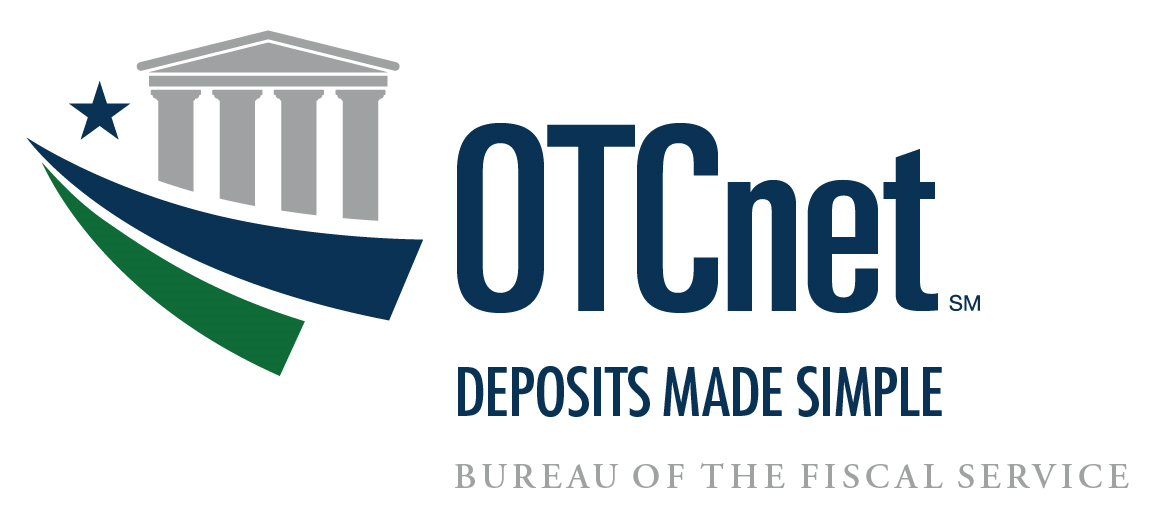 OTCnet SM
DEPOSITS MADE SIMPLE
BUREAU OF THE FISCAL SERVICE